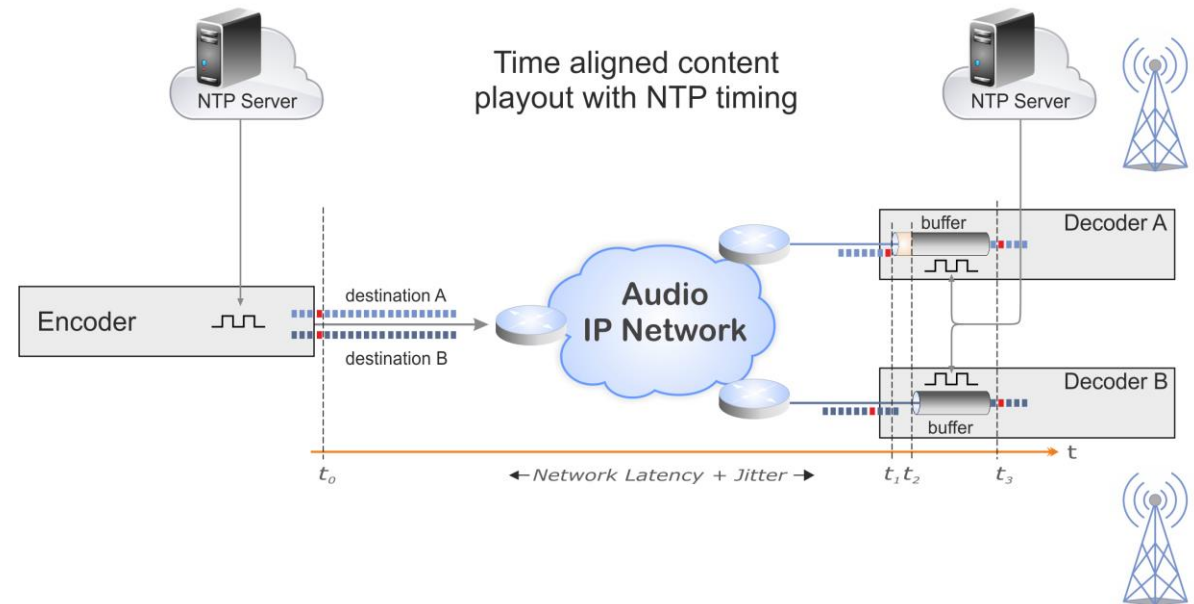 NTP Server
Time aligned content
playout with NTP timing
NTP Server
buffer
Decoder A
destination A
Encoder
destination B
Audio
IP Network
Decoder B
buffer
t
t₀
Network Latency + Jitter
t₁ t₂
t₃